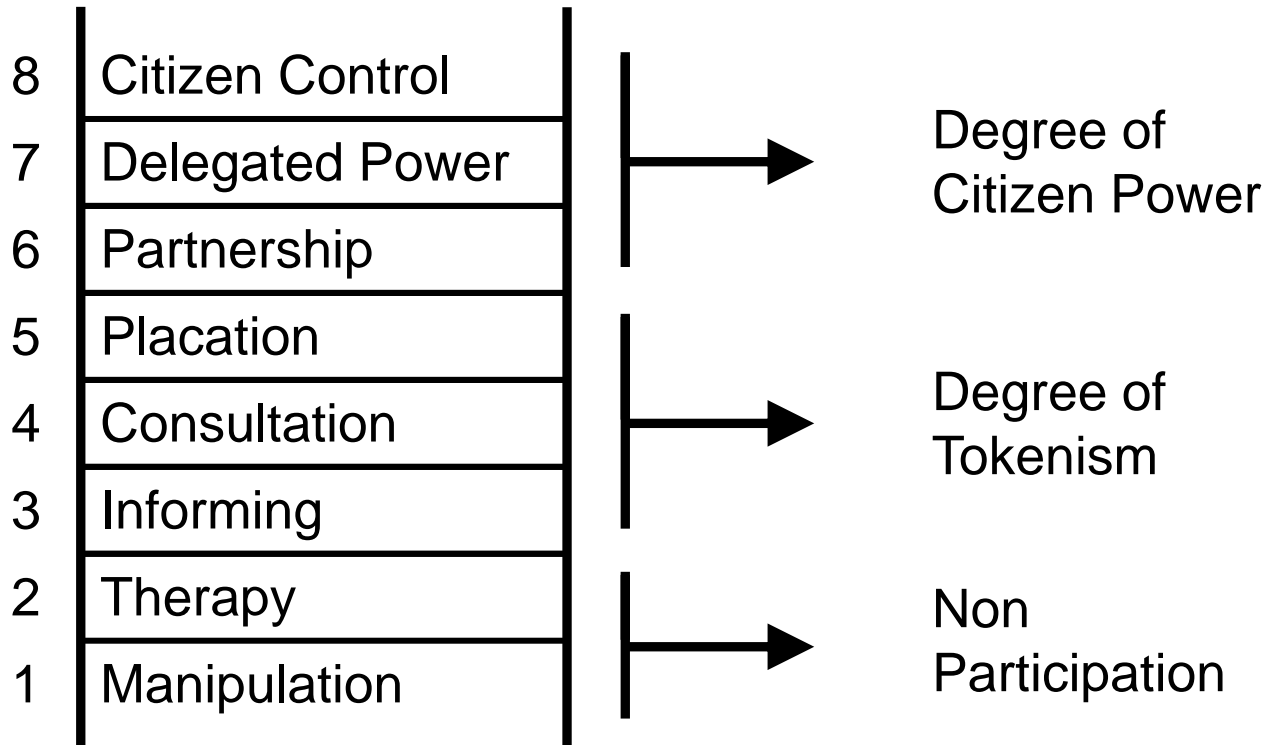 8 Citizen Control
7 Delegated Power
6 Partnership
5 Placation
4 Consultation
3 Informing
2 Therapy
1 Manipulation
Degree of
Citizen Power
Degree of
Tokenism
Non
Participation